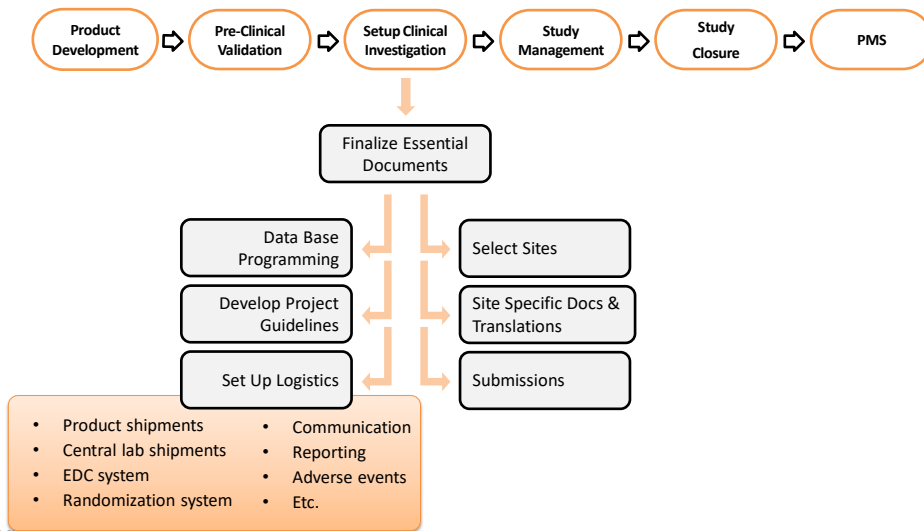 Product
Development
Pre-Clinical
Validation
Setup Clinical
Investigation
Study
Management
Study
Closure
PMS
Finalize Essential
Documents
Data Base
Programming
Select Sites
Develop Project
Guidelines
Site Specific Docs &
Translations
Set Up Logistics
Submissions
• Product shipments
• Central lab shipments
• EDC system
• Randomization system
• Communication
• Reporting
• Adverse events
• Etc.